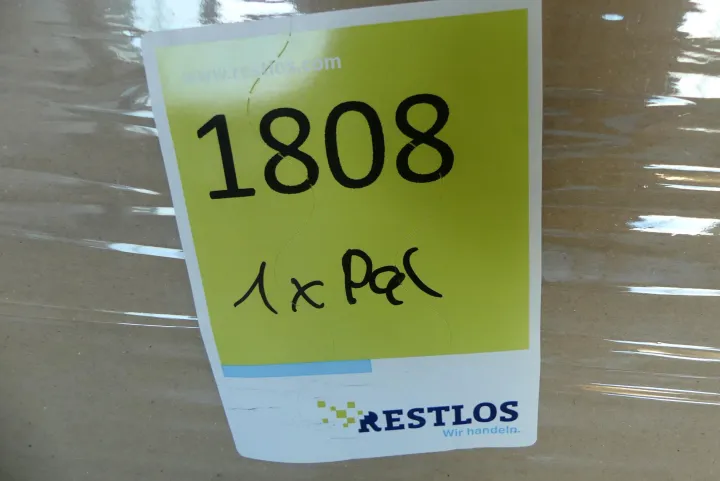 www.restlos.com
1808
1x Pal
RESTLOS
Wir handeln.